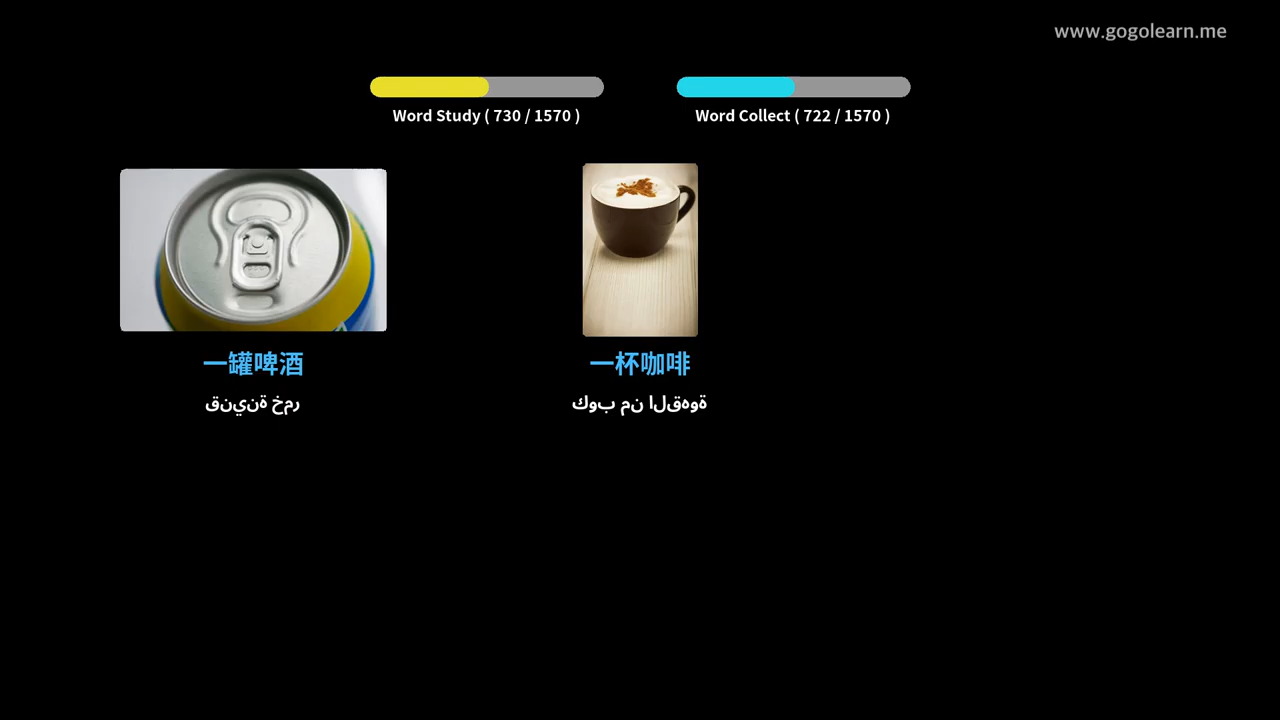 www.gogolearn.me
Word Study ( 730 / 1570 )
Word Collect ( 722 / 1570 )
一罐啤酒
قنينة خمر
一杯咖啡
كوب من القهوة